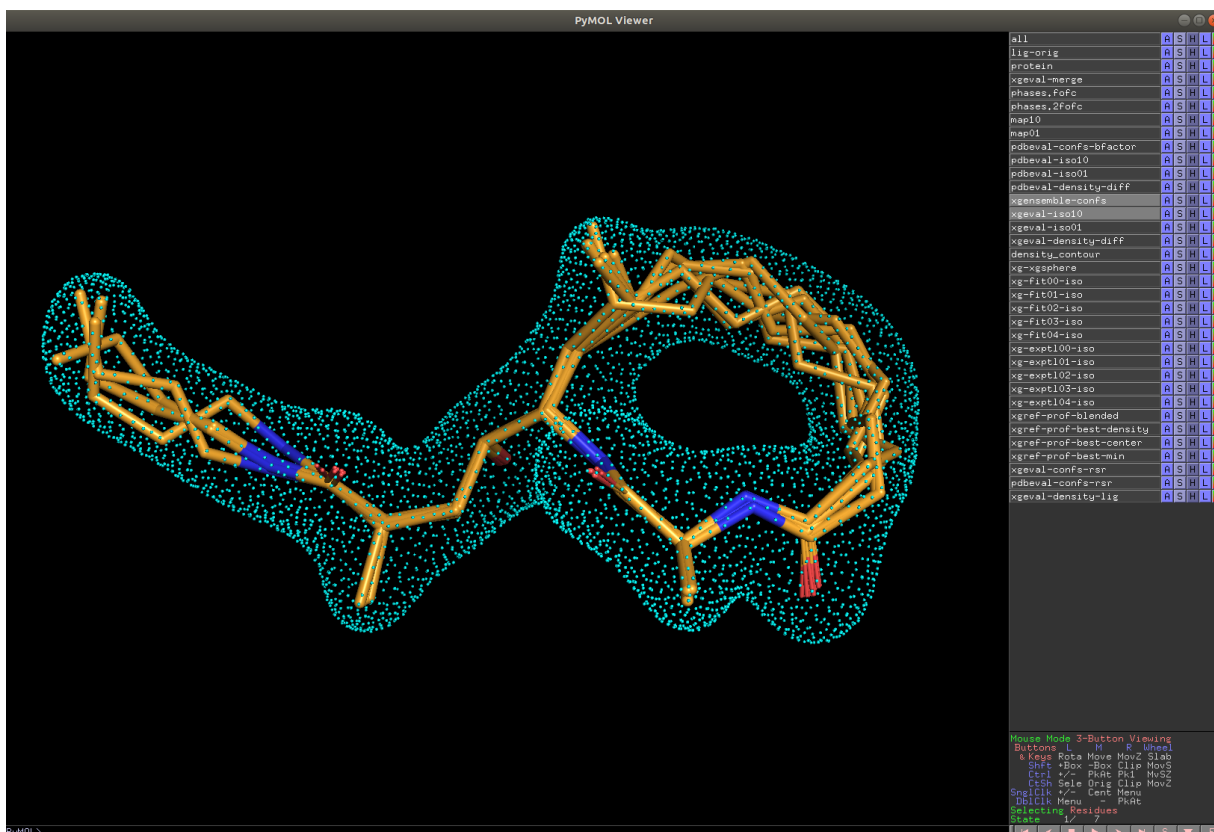 PyMOL Viewer
all A S H L
lig-orig A S H L
protein A S H L
xgeval-merge A S H L
phases.fofc A S H L
phases.2fofc A S H L
map10 A S H L
map01 A S H L
pdbeval-confs-bfactor A S H L
pdbeval-iso10 A S H L
pdbeval-iso01 A S H L
pdbeval-density-diff A S H L
xgensemble-confs A S H L
xgeval-iso10 A S H L
xgeval-iso01 A S H L
xgeval-density-diff A S H L
density_contour A S H L
xg-xgsphere A S H L
xg-fit00-iso A S H L
xg-fit01-iso A S H L
xg-fit02-iso A S H L
xg-fit03-iso A S H L
xg-fit04-iso A S H L
xg-exptl00-iso A S H L
xg-exptl01-iso A S H L
xg-exptl02-iso A S H L
xg-exptl03-iso A S H L
xg-exptl04-iso A S H L
xgref-prof-blended A S H L
xgref-prof-best-density A S H L
xgref-prof-best-center A S H L
xgref-prof-best-min A S H L
xgeval-confs-rsr A S H L
pdbeval-confs-rsr A S H L
xgeval-density-lig A S H L
Mouse Mode 3-Button Viewing
Buttons L M R Wheel
& Keys Rota Move MovZ Slab
Shft +Box -Box Clip MovS
Ctrl +/- PkAt Pk1 MvSZ
CtSh Sele Orig Clip MovZ
SnglClk +/- Cent Menu
DblClk Menu - PkAt
Selecting Residues
State 1/ 7